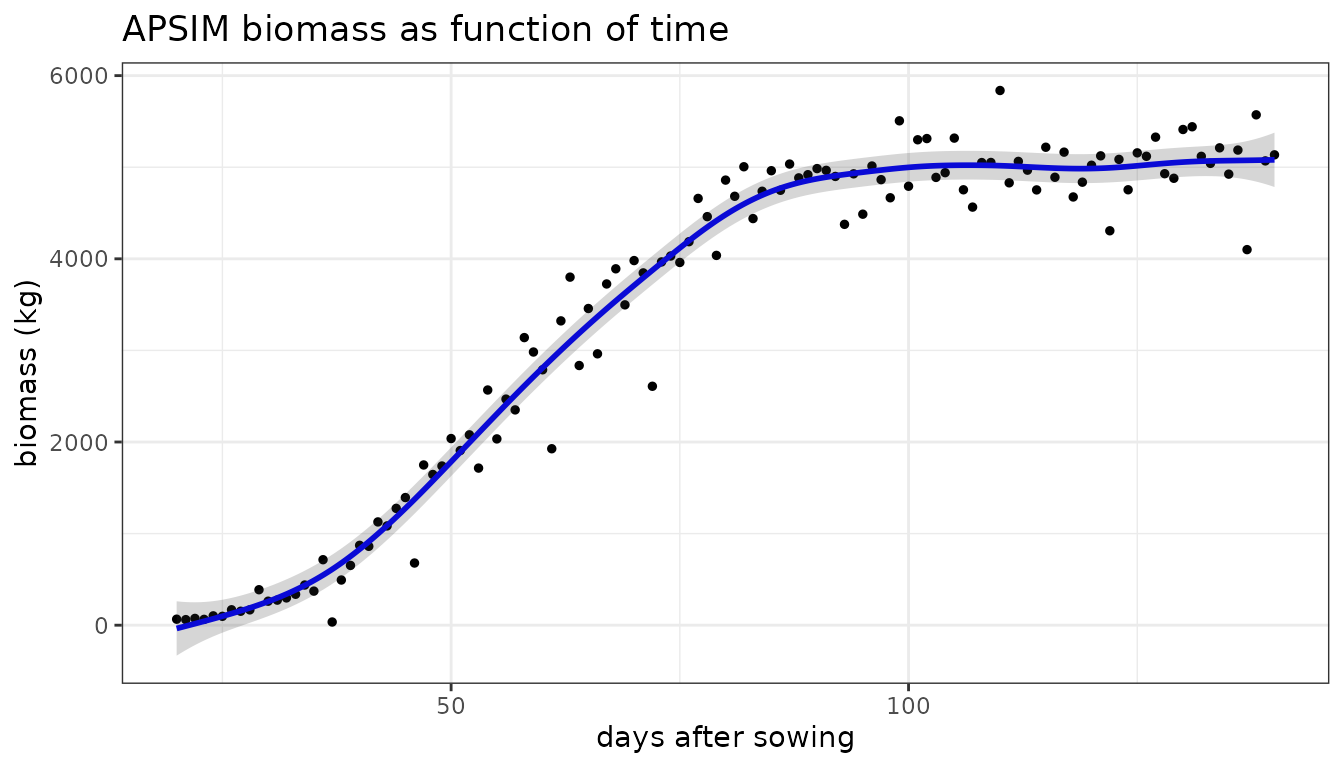 APSIM biomass as function of time
6000
4000
2000
0
biomass (kg)
50 100
days after sowing